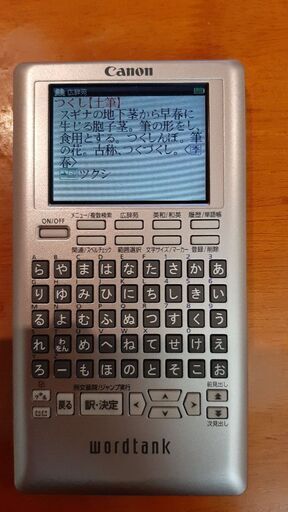 Canon
広辞苑
つくし【土筆】
スギナの地下茎から早春に
生じる胞子茎。筆の形をし、
食用とする。つくしんぼ。筆
の花。古称、つくづくし。〈季・
春〉
ツクシ
メニュー/複数検索 広辞苑 英和/和英 履歴/単語帳
ON/OFF
関連/スペルチェック 範囲選択 文字サイズ/マーカー 登録/削除
ら や ま は な た さ か あ
り ゆ み ひ に ち し き い
る よ む ふ ぬ つ す く う
れ わをん め へ ね て せ け え
ろ ー も ほ の と そ こ お
例文・解説/ジャンプ実行
前見出し
戻る 訳・決定
次見出し
wordtank